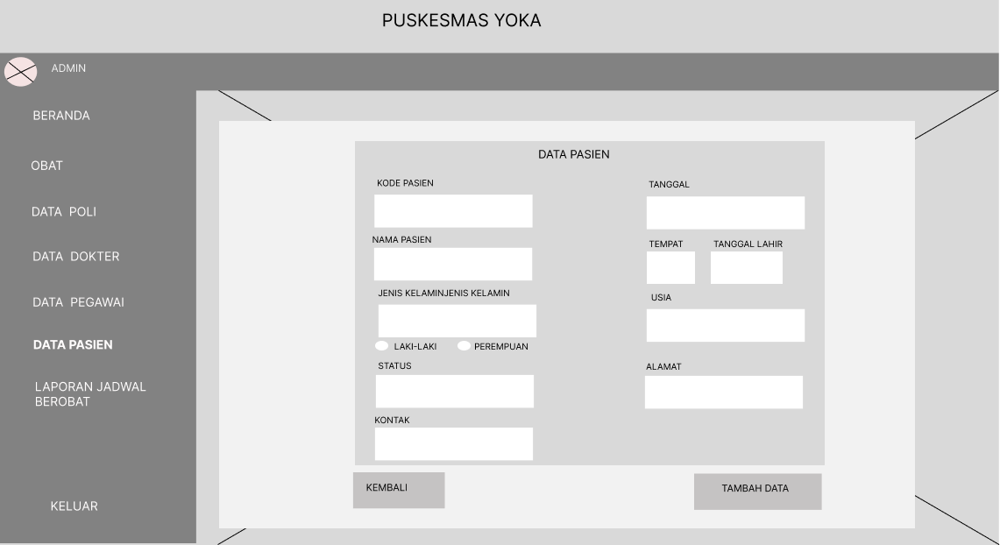 PUSKESMAS YOKA
ADMIN
BERANDA
OBAT
DATA POLI
DATA DOKTER
DATA PEGAWAI
DATA PASIEN
LAPORAN JADWAL
BEROBAT
KELUAR
DATA PASIEN
KODE PASIEN
NAMA PASIEN
JENIS KELAMINJENIS KELAMIN
LAKI-LAKI PEREMPUAN
STATUS
KONTAK
TANGGAL
TEMPAT TANGGAL LAHIR
USIA
ALAMAT
KEMBALI
TAMBAH DATA